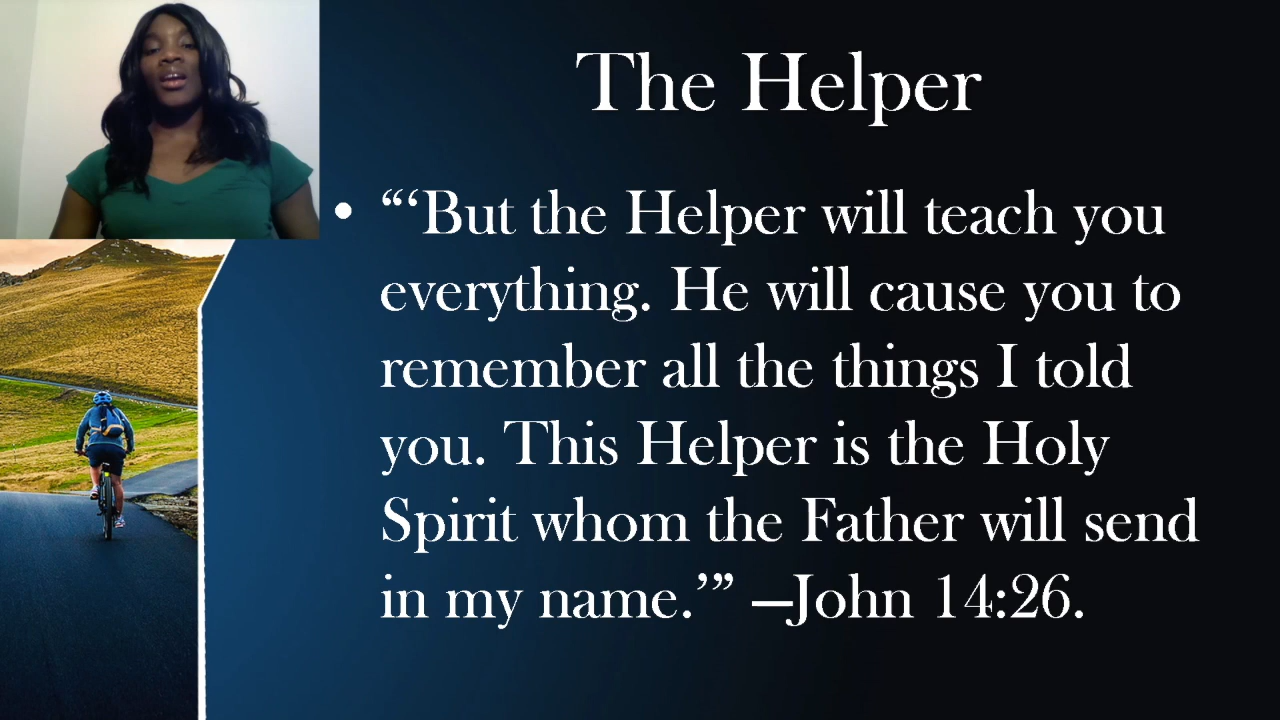 The Helper
• “‘But the Helper will teach you
everything. He will cause you to
remember all the things I told
you. This Helper is the Holy
Spirit whom the Father will send
in my name.’” —John 14:26.